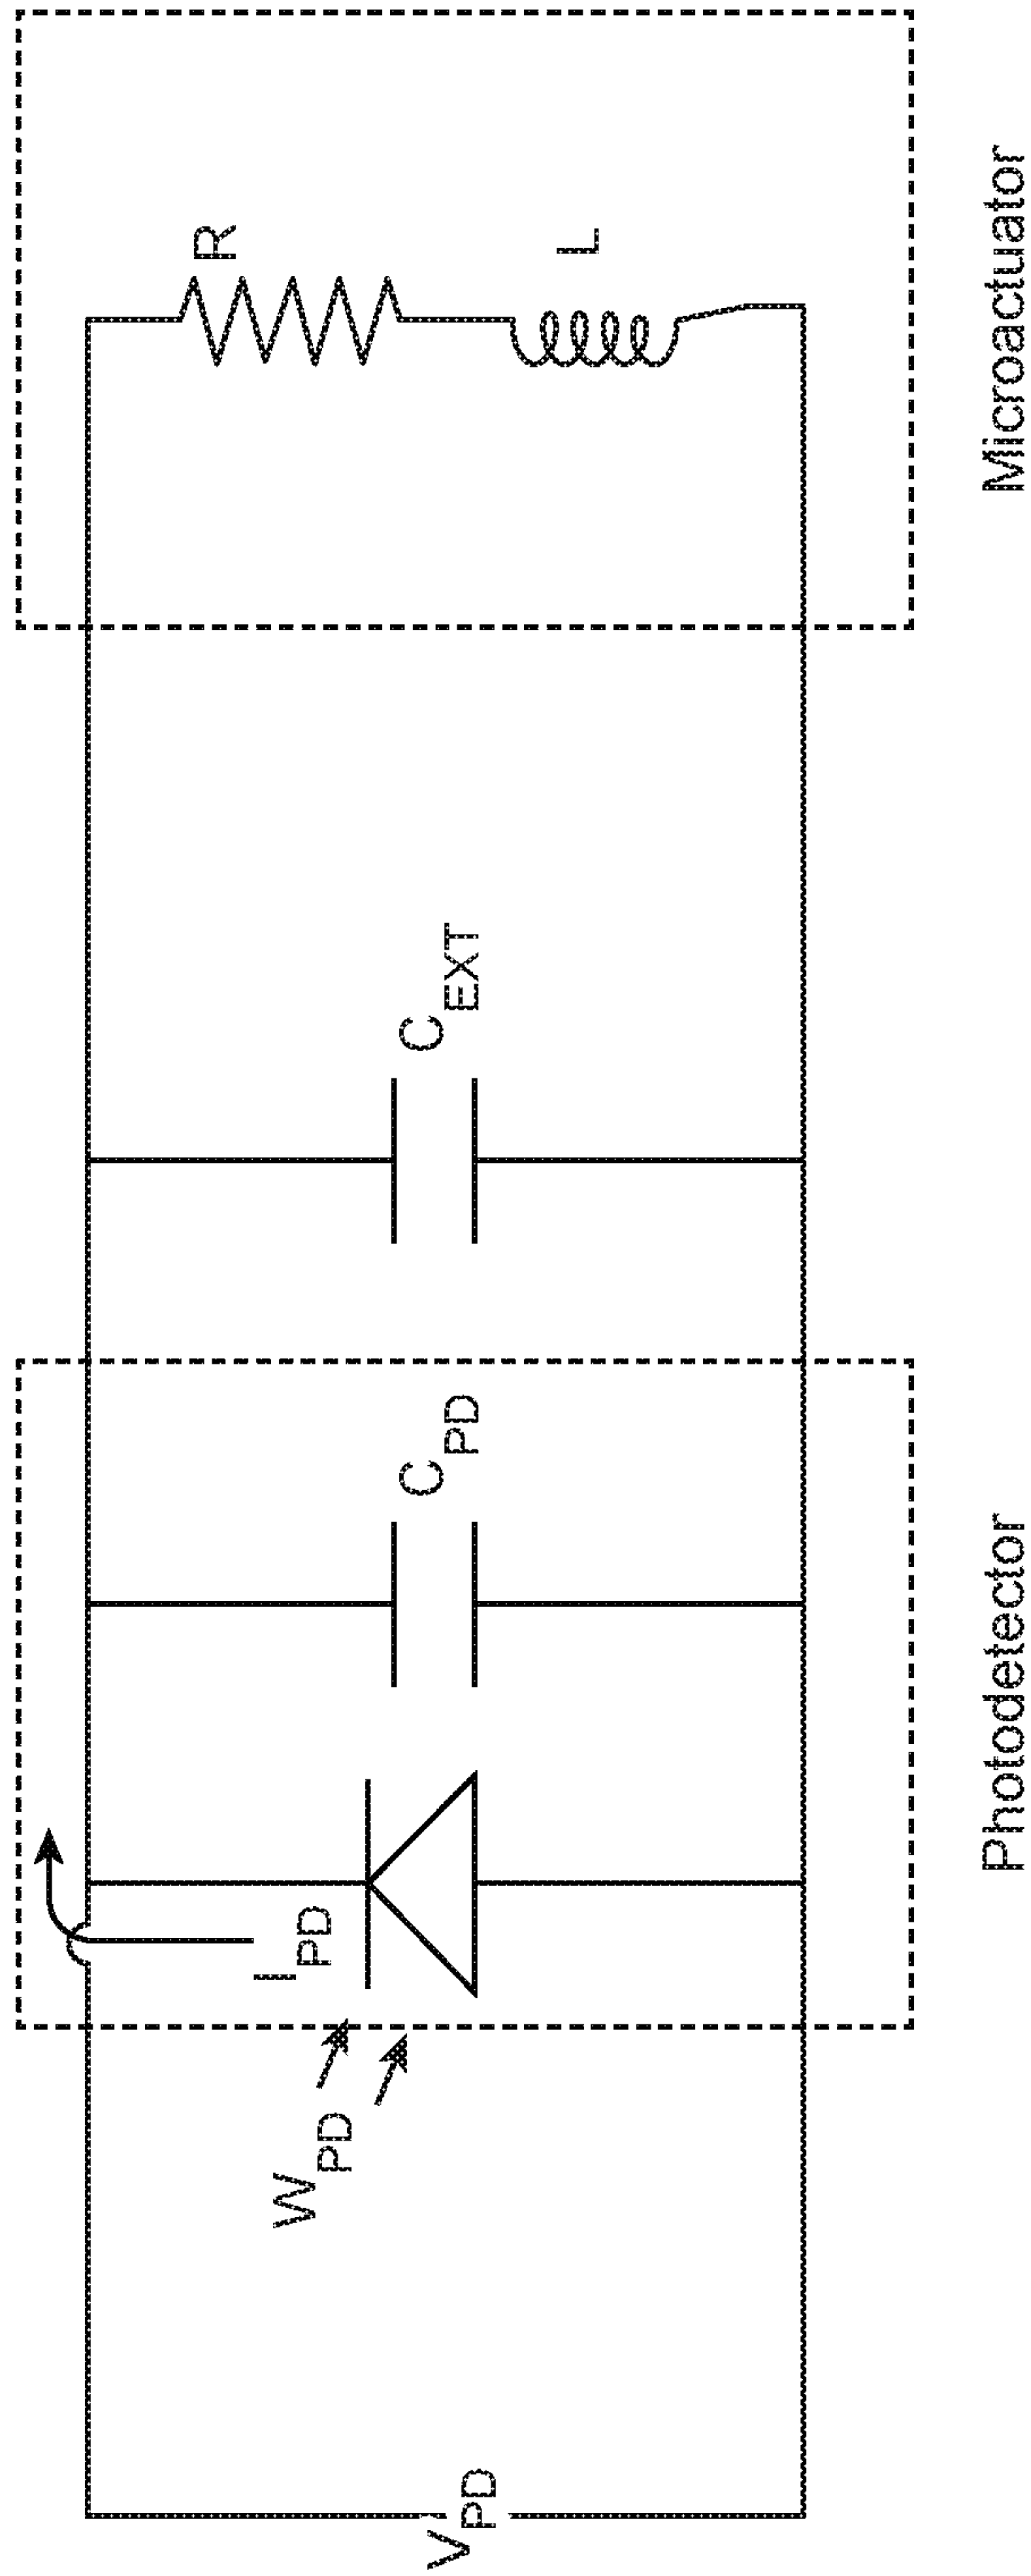 V PD
W PD
I PD
C PD
C EXT
R
L
Photodetector
Microactuator